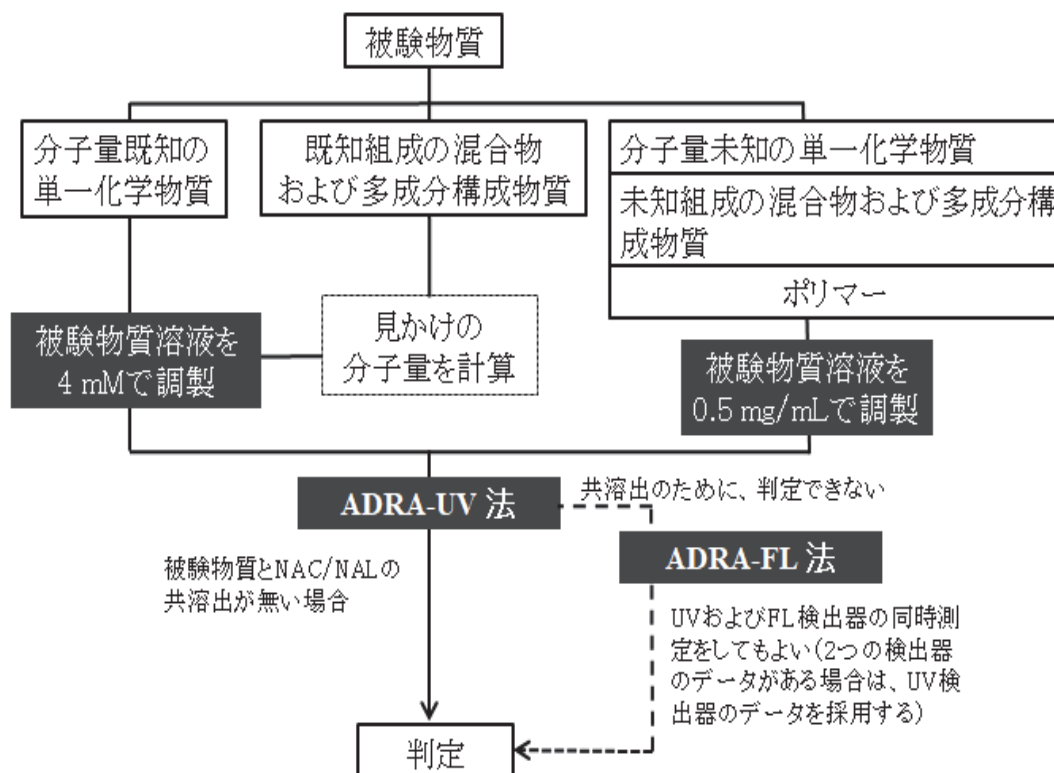 被験物質
分子量既知の
単一化学物質
既知組成の混合物
および多成分構成物質
分子量未知の単一化学物質
未知組成の混合物および多成分構
成物質
ポリマー
被験物質溶液を
4 mMで調製
見かけの
分子量を計算
被験物質溶液を
0.5 mg/mLで調製
ADRA-UV 法
共溶出のために、判定できない
被験物質とNAC/NALの
共溶出が無い場合
ADRA-FL 法
UVおよびFL検出器の同時測
定をしてもよい(2つの検出器
のデータがある場合は、UV検
出器のデータを採用する)
判定